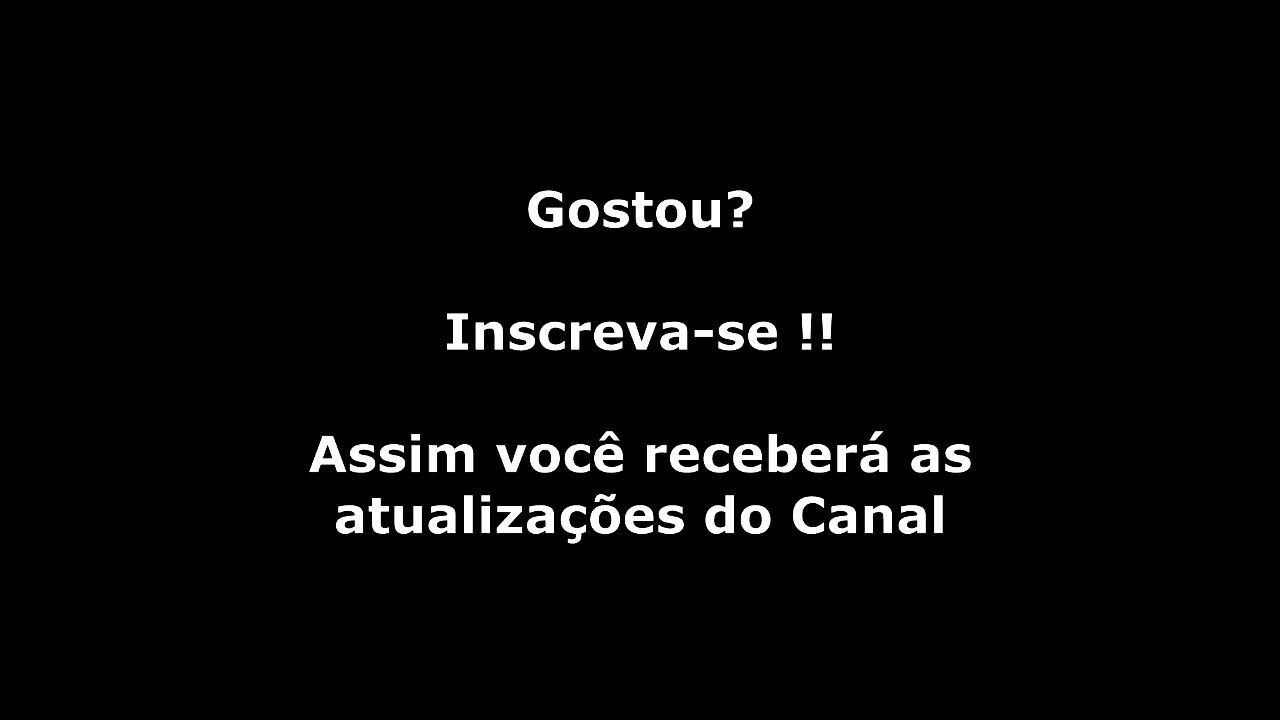 Gostou?
Inscreva-se !!
Assim você receberá as
atualizações do Canal